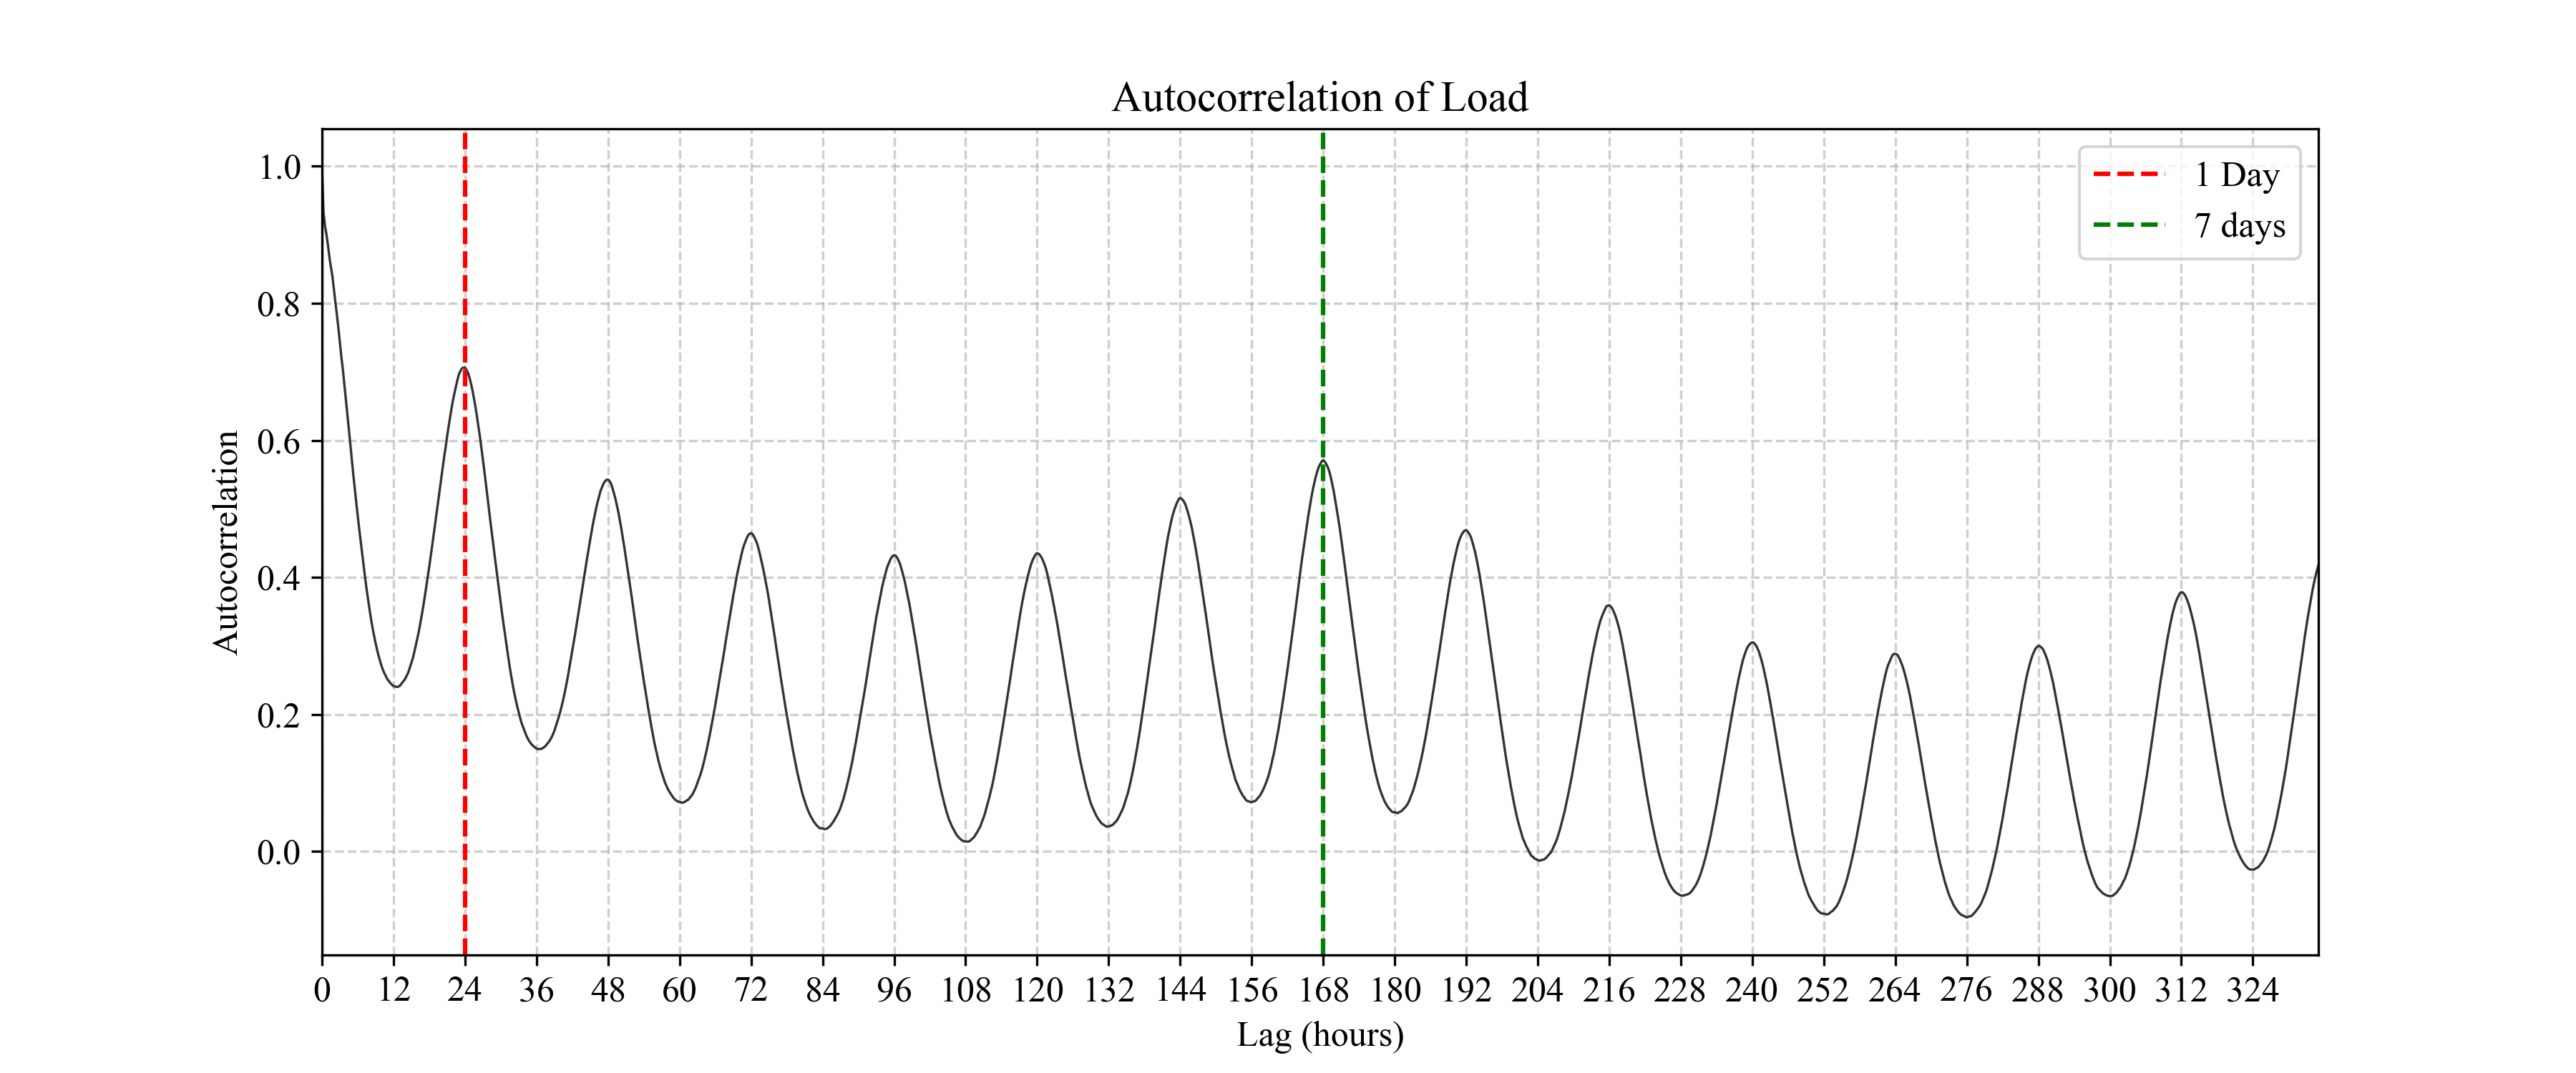 Autocorrelation of Load
1 Day
7 days
Autocorrelation
1.0
0.8
0.6
0.4
0.2
0.0
0 12 24 36 48 60 72 84 96 108 120 132 144 156 168 180 192 204 216 228 240 252 264 276 288 300 312 324
Lag (hours)